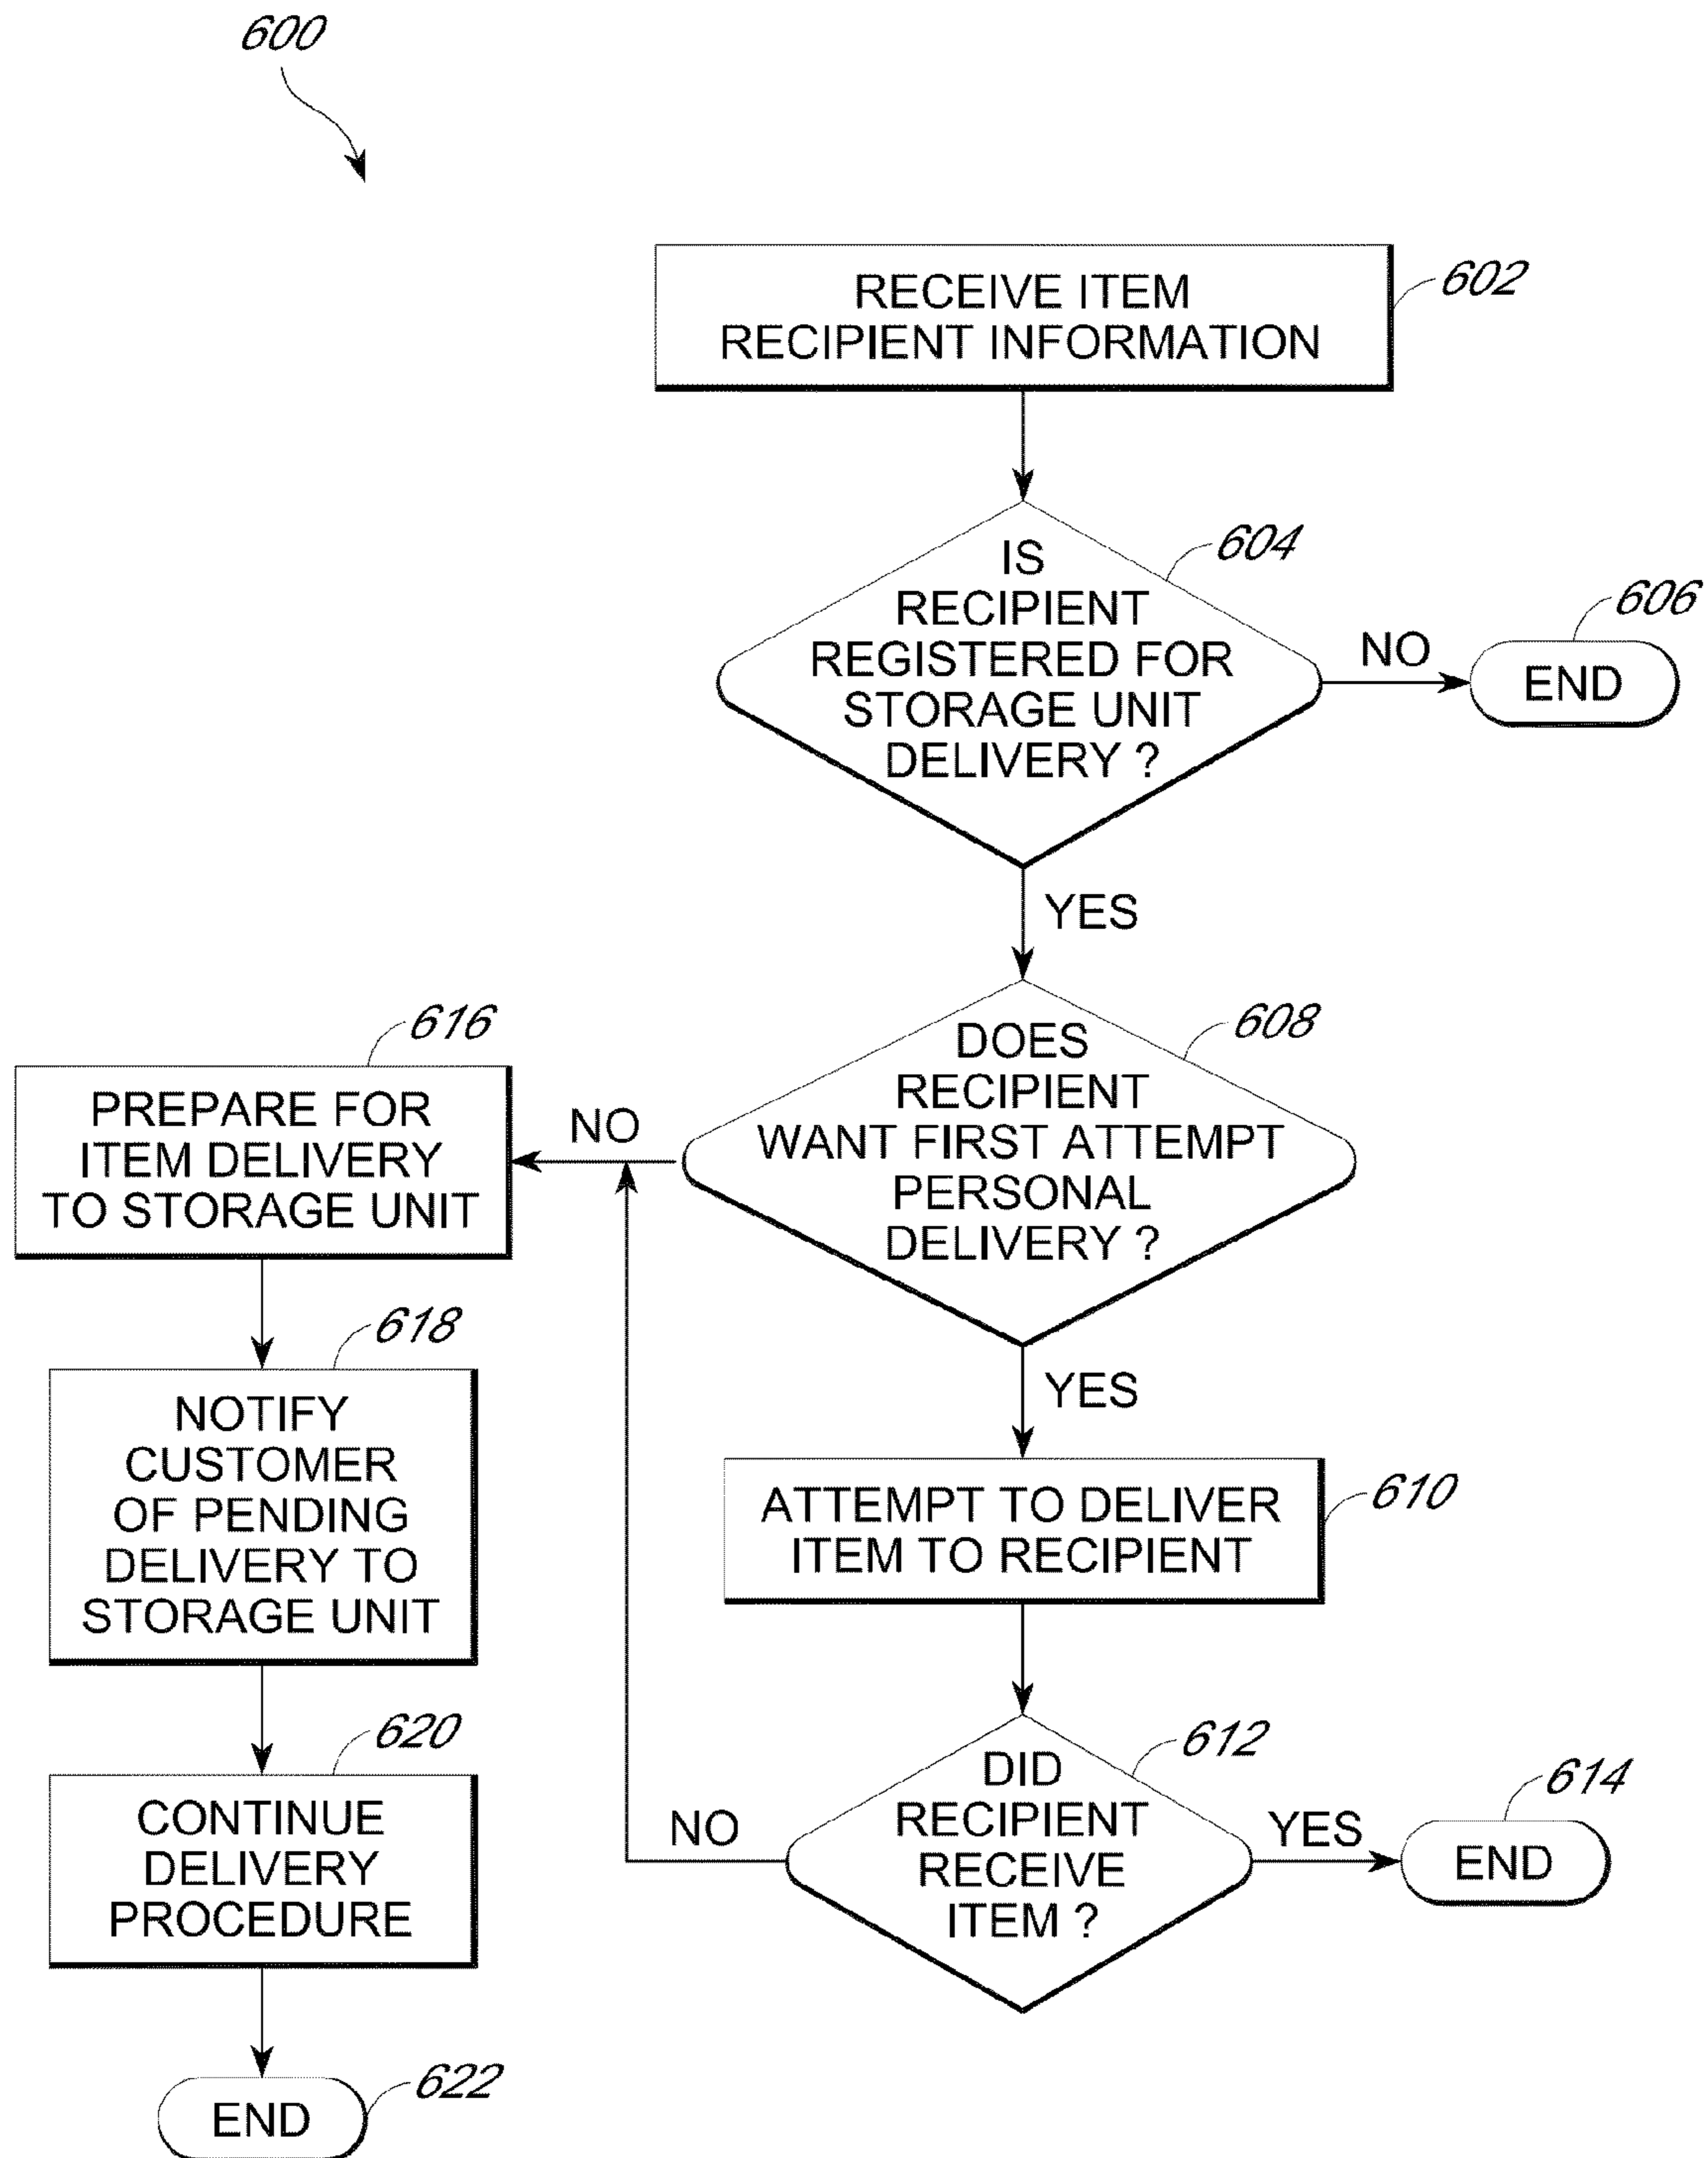 600
RECEIVE ITEM
RECIPIENT INFORMATION
602
IS
RECIPIENT
REGISTERED FOR
STORAGE UNIT
DELIVERY ?
604
NO
END
606
YES
DOES
RECIPIENT
WANT FIRST ATTEMPT
PERSONAL
DELIVERY ?
608
NO
616
PREPARE FOR
ITEM DELIVERY
TO STORAGE UNIT
618
NOTIFY
CUSTOMER
OF PENDING
DELIVERY TO
STORAGE UNIT
620
CONTINUE
DELIVERY
PROCEDURE
END
622
YES
ATTEMPT TO DELIVER
ITEM TO RECIPIENT
610
DID
RECIPIENT
RECEIVE
ITEM ?
612
NO
YES
END
614